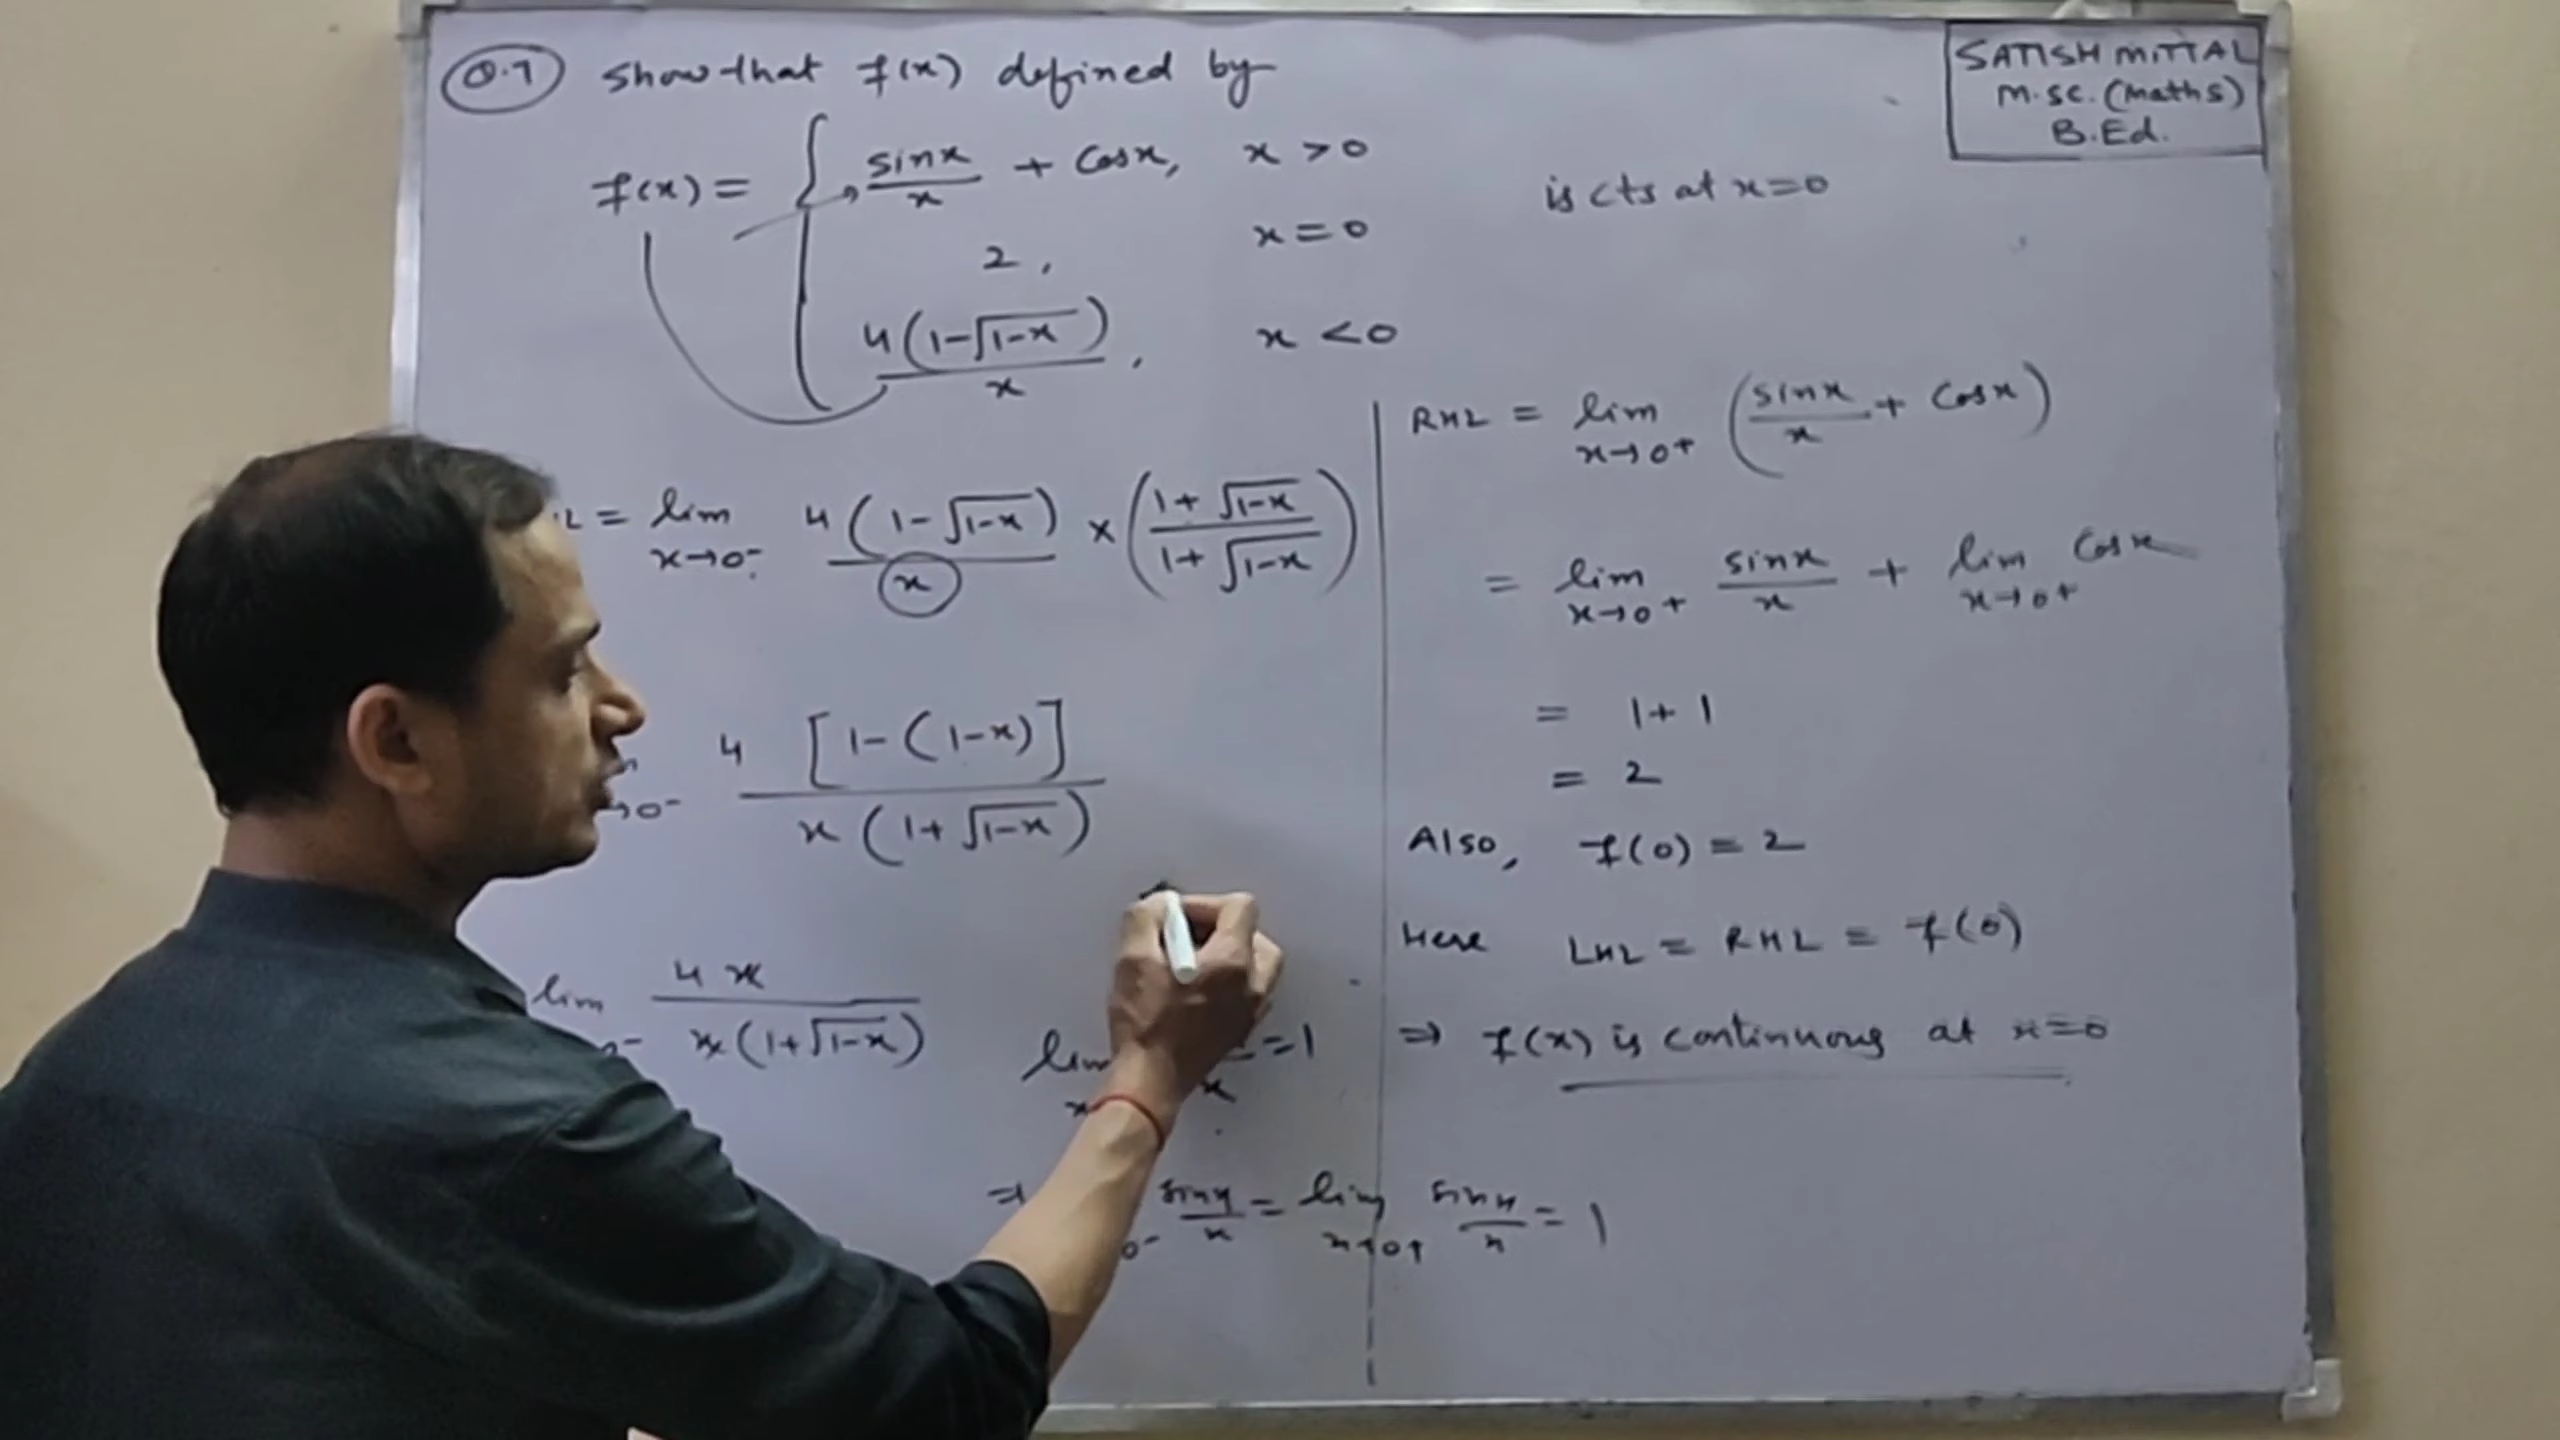 Q.7 Show that f(x) defined by
SATISH MITTAL
M.Sc. (Maths)
B.Ed.
f(x) = { sinx/x + Cosx, x > 0
2, x = 0
4(1-√1-x)/x, x < 0
is cts at x=0
L = lim x→0- 4(1-√1-x)/x × (1+√1-x / 1+√1-x)
→0- 4[1-(1-x)] / x(1+√1-x)
lim 4x / x(1+√1-x)
lim x =1
⇒ 0- sinx/x = lim x→0+ sinx/x = 1
RHL = lim x→0+ (sinx/x + Cosx)
= lim x→0+ sinx/x + lim x→0+ Cosx
= 1+1
= 2
Also, f(0) = 2
Here LHL = RHL = f(0)
⇒ f(x) is continuous at x=0